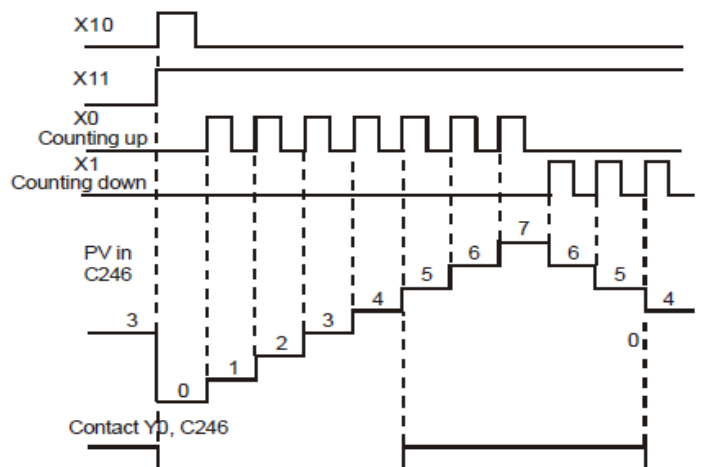 X10
X11
X0
Counting up
X1
Counting down
7
PV in
C246
6
6
5
5
4
4
3
3
2
0
1
0
Contact Y0, C246